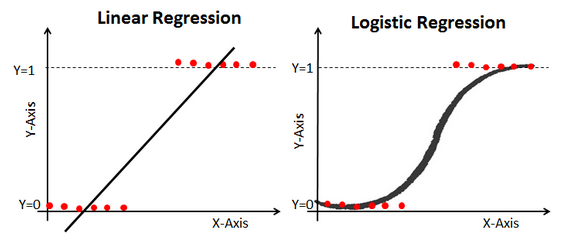 Linear Regression
Y=1
Y-Axis
Y=0
X-Axis
Logistic Regression
Y=1
Y-Axis
Y=0
X-Axis